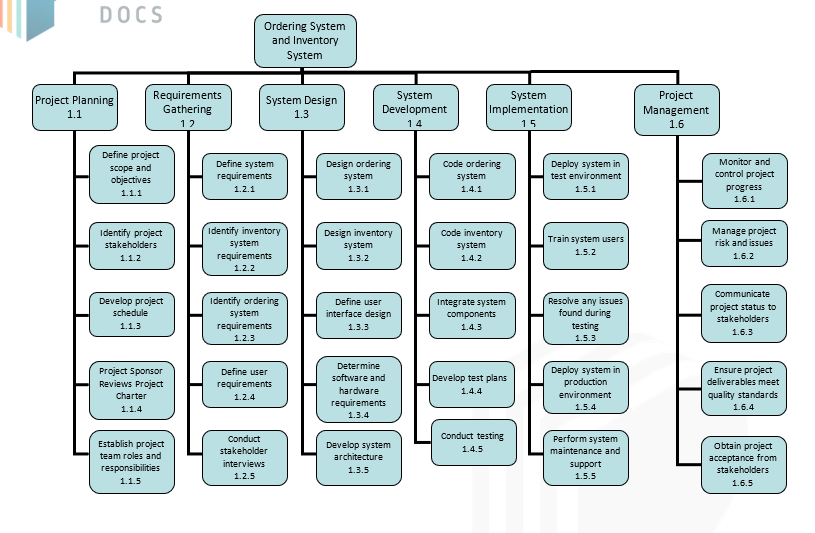 DOCS
Ordering System
and Inventory
System
Project Planning
1.1
Requirements
Gathering
1.2
System Design
1.3
System
Development
1.4
System
Implementation
1.5
Project
Management
1.6
Define project
scope and
objectives
1.1.1
Identify project
stakeholders
1.1.2
Develop project
schedule
1.1.3
Project Sponsor
Reviews Project
Charter
1.1.4
Establish project
team roles and
responsibilities
1.1.5
Define system
requirements
1.2.1
Identify inventory
system
requirements
1.2.2
Identify ordering
system
requirements
1.2.3
Define user
requirements
1.2.4
Conduct
stakeholder
interviews
1.2.5
Design ordering
system
1.3.1
Design inventory
system
1.3.2
Define user
interface design
1.3.3
Determine
software and
hardware
requirements
1.3.4
Develop system
architecture
1.3.5
Code ordering
system
1.4.1
Code inventory
system
1.4.2
Integrate system
components
1.4.3
Develop test plans
1.4.4
Conduct testing
1.4.5
Deploy system in
test environment
1.5.1
Train system users
1.5.2
Resolve any issues
found during
testing
1.5.3
Deploy system in
production
environment
1.5.4
Perform system
maintenance and
support
1.5.5
Monitor and
control project
progress
1.6.1
Manage project
risk and issues
1.6.2
Communicate
project status to
stakeholders
1.6.3
Ensure project
deliverables meet
quality standards
1.6.4
Obtain project
acceptance from
stakeholders
1.6.5